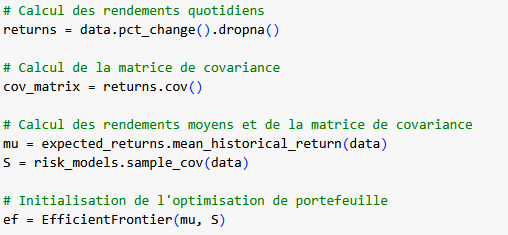 # Calcul des rendements quotidiens
returns = data.pct_change().dropna()
# Calcul de la matrice de covariance
cov_matrix = returns.cov()
# Calcul des rendements moyens et de la matrice de covariance
mu = expected_returns.mean_historical_return(data)
S = risk_models.sample_cov(data)
# Initialisation de l'optimisation de portefeuille
ef = EfficientFrontier(mu, S)